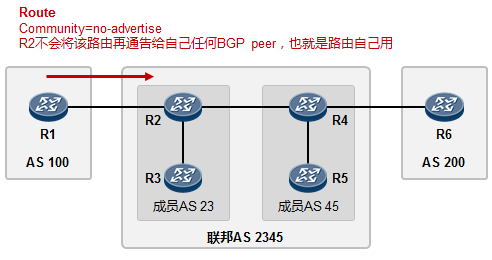 Route
Community=no-advertise
R2不会将该路由再通告给自己任何BGP peer，也就是路由自己用
R1
R2
R4
R6
AS 100
AS 200
R3
R5
成员AS 23
成员AS 45
联邦AS 2345